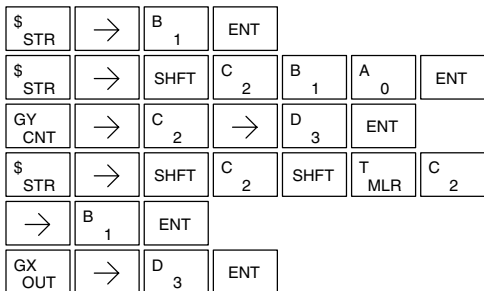 $ STR → B 1 ENT
$ STR → SHFT C 2 B 1 A 0 ENT
GY CNT → C 2 → D 3 ENT
$ STR → SHFT C 2 SHFT T MLR C 2
→ B 1 ENT
GX OUT → D 3 ENT